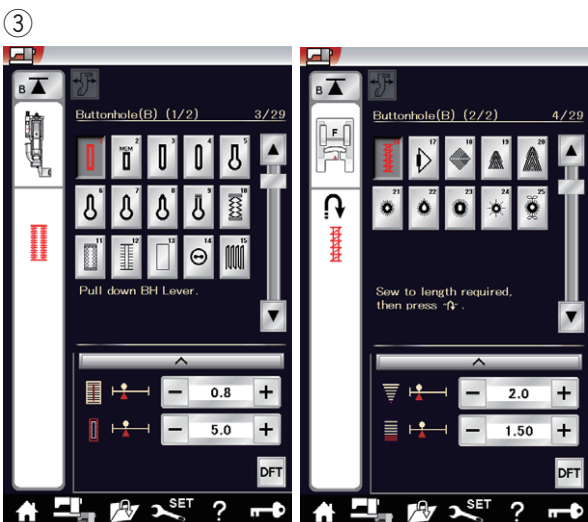 ③
B
Buttonhole(B) (1/2) 3/29
1 MEM 2 3 4 5
6 7 8 9 10
11 12 13 14 15
Pull down BH Lever.
− 0.8 +
− 5.0 +
DFT
SET ?
B
Buttonhole(B) (2/2) 4/29
F
16 17 18 19 20
21 22 23 24 25
Sew to length required,
then press .
− 2.0 +
− 1.50 +
DFT
SET ?